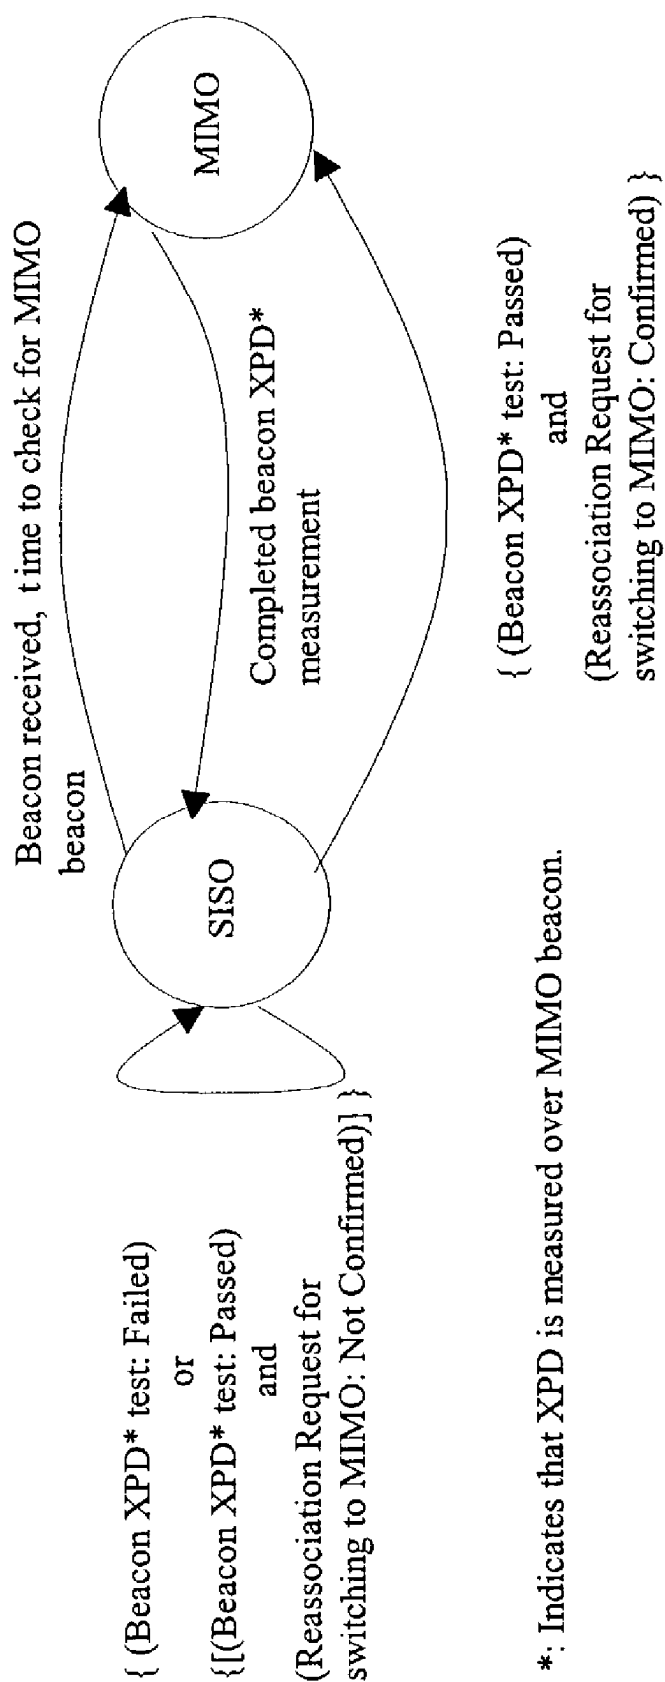 Beacon received, time to check for MIMO
beacon
MIMO
SISO
Completed beacon XPD*
measurement
{ (Beacon XPD* test: Failed)
or
{[(Beacon XPD* test: Passed)
and
(Reassociation Request for
switching to MIMO: Not Confirmed)] }
{ (Beacon XPD* test: Passed)
and
(Reassociation Request for
switching to MIMO: Confirmed) }
*: Indicates that XPD is measured over MIMO beacon.